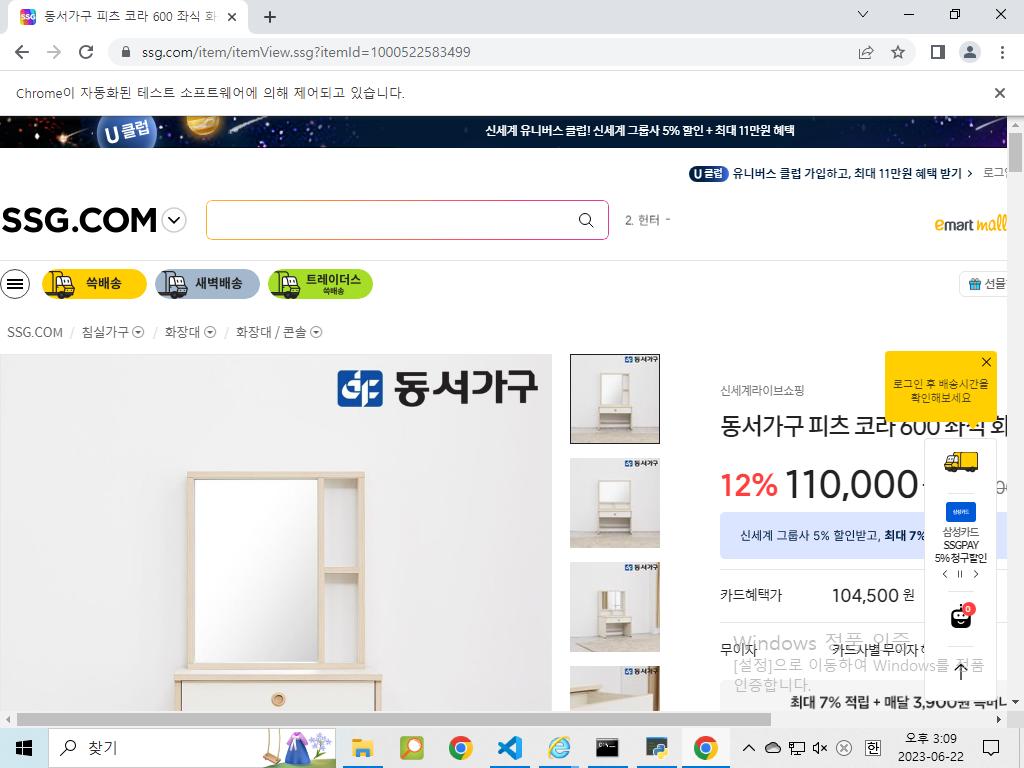 동서가구 피츠 코라 600 좌식 화
ssg.com/item/itemView.ssg?itemId=1000522583499
Chrome이 자동화된 테스트 소프트웨어에 의해 제어되고 있습니다.
U 클럽
신세계 유니버스 클럽! 신세계 그룹사 5% 할인 + 최대 11만원 혜택
U 클럽 유니버스 클럽 가입하고, 최대 11만원 혜택 받기
SSG.COM
2. 헌터 -
emart mall
쓱배송
새벽배송
트레이더스
쓱배송
선물
SSG.COM / 침실가구 / 화장대 / 화장대 / 콘솔
동서가구
로그인 후 배송시간을
확인해보세요
신세계라이브쇼핑
동서가구 피츠 코라 600 좌식 화
12% 110,000
삼성카드
삼성카드
SSGPAY
5% 청구할인
신세계 그룹사 5% 할인받고, 최대 7%
카드혜택가 104,500 원
0
무이자 카드사별 무이자
Windows 정품 인증
[설정]으로 이동하여 Windows를 정품
인증합니다.
최대 7% 적립 + 매달 3,900원
찾기
오후 3:09
한
2023-06-22